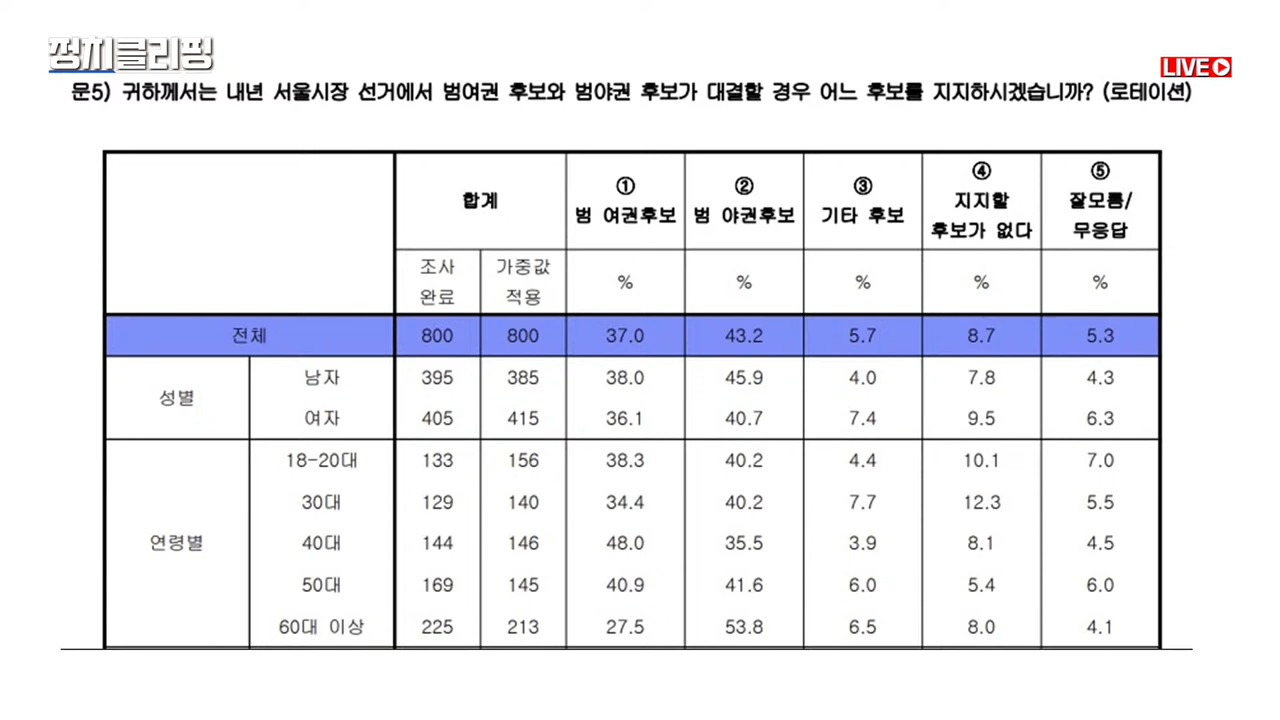 정치클리핑
LIVE
문5) 귀하께서는 내년 서울시장 선거에서 범여권 후보와 범야권 후보가 대결할 경우 어느 후보를 지지하시겠습니까? (로테이션)
합계 ① 범 여권후보 ② 범 야권후보 ③ 기타 후보 ④ 지지할 후보가 없다 ⑤ 잘모름/무응답
조사완료 가중값적용 % % % % %
전체 800 800 37.0 43.2 5.7 8.7 5.3
성별 남자 395 385 38.0 45.9 4.0 7.8 4.3
여자 405 415 36.1 40.7 7.4 9.5 6.3
연령별 18-20대 133 156 38.3 40.2 4.4 10.1 7.0
30대 129 140 34.4 40.2 7.7 12.3 5.5
40대 144 146 48.0 35.5 3.9 8.1 4.5
50대 169 145 40.9 41.6 6.0 5.4 6.0
60대 이상 225 213 27.5 53.8 6.5 8.0 4.1